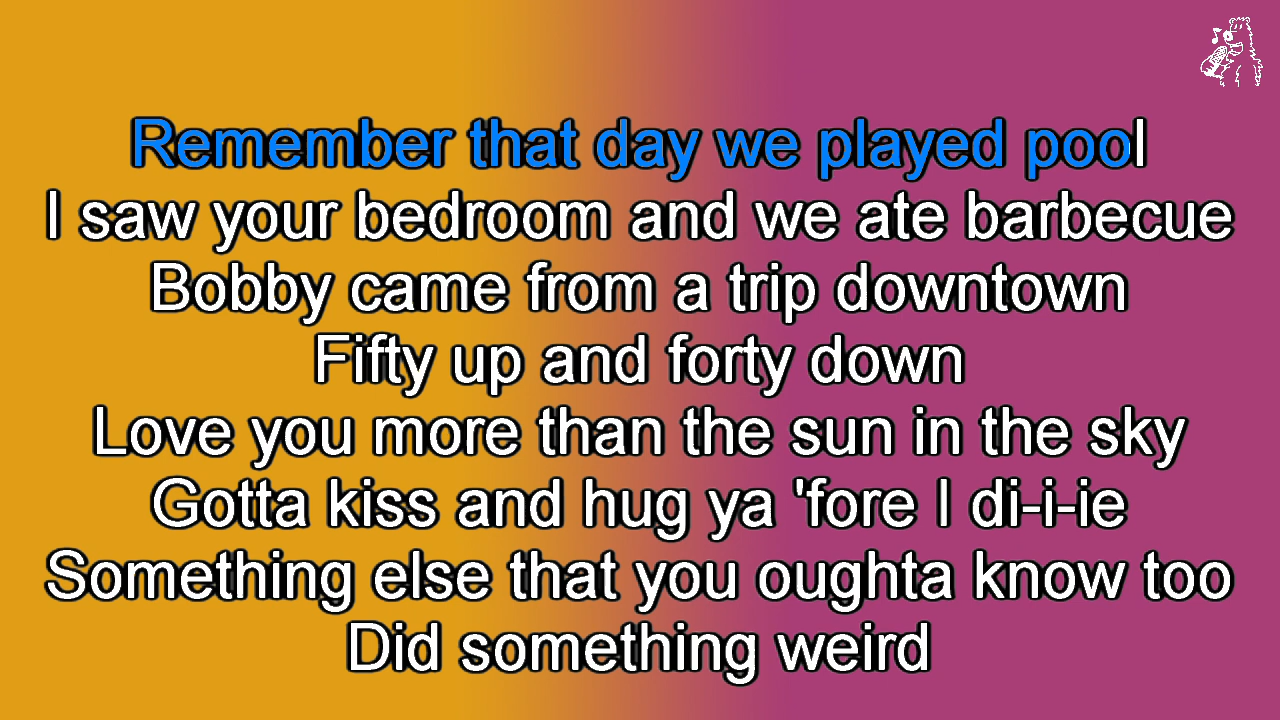 Remember that day we played pool
I saw your bedroom and we ate barbecue
Bobby came from a trip downtown
Fifty up and forty down
Love you more than the sun in the sky
Gotta kiss and hug ya 'fore I di-i-ie
Something else that you oughta know too
Did something weird